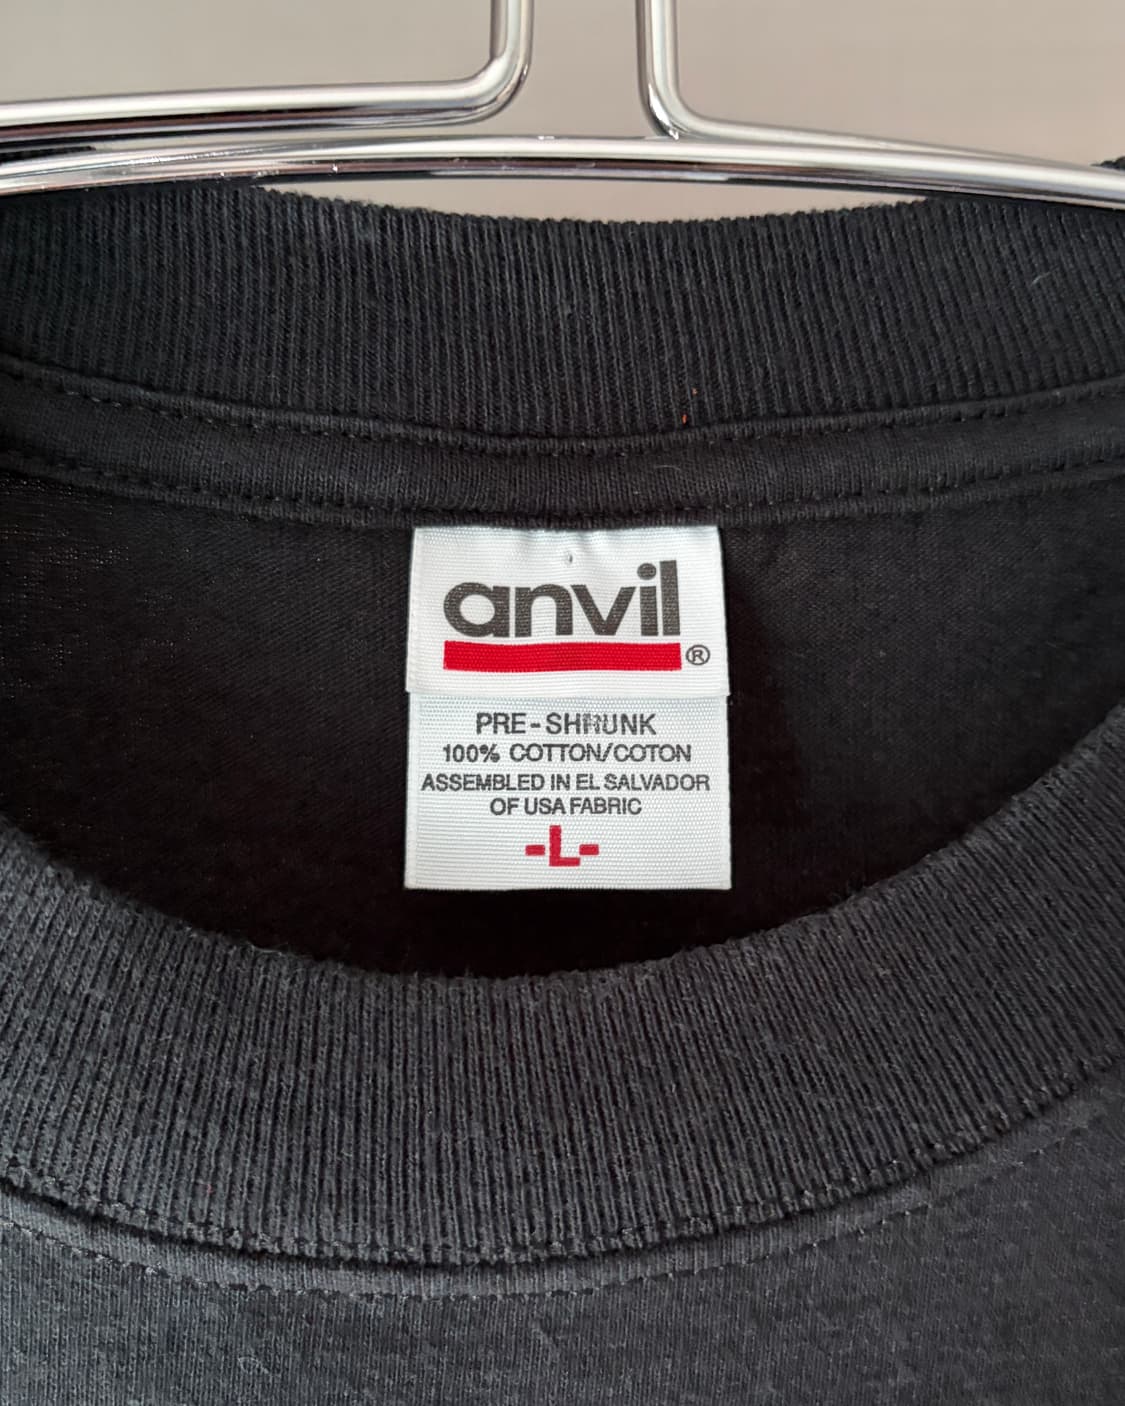 anvil
®
PRE-SHRUNK
100% COTTON/COTON
ASSEMBLED IN EL SALVADOR
OF USA FABRIC
-L-